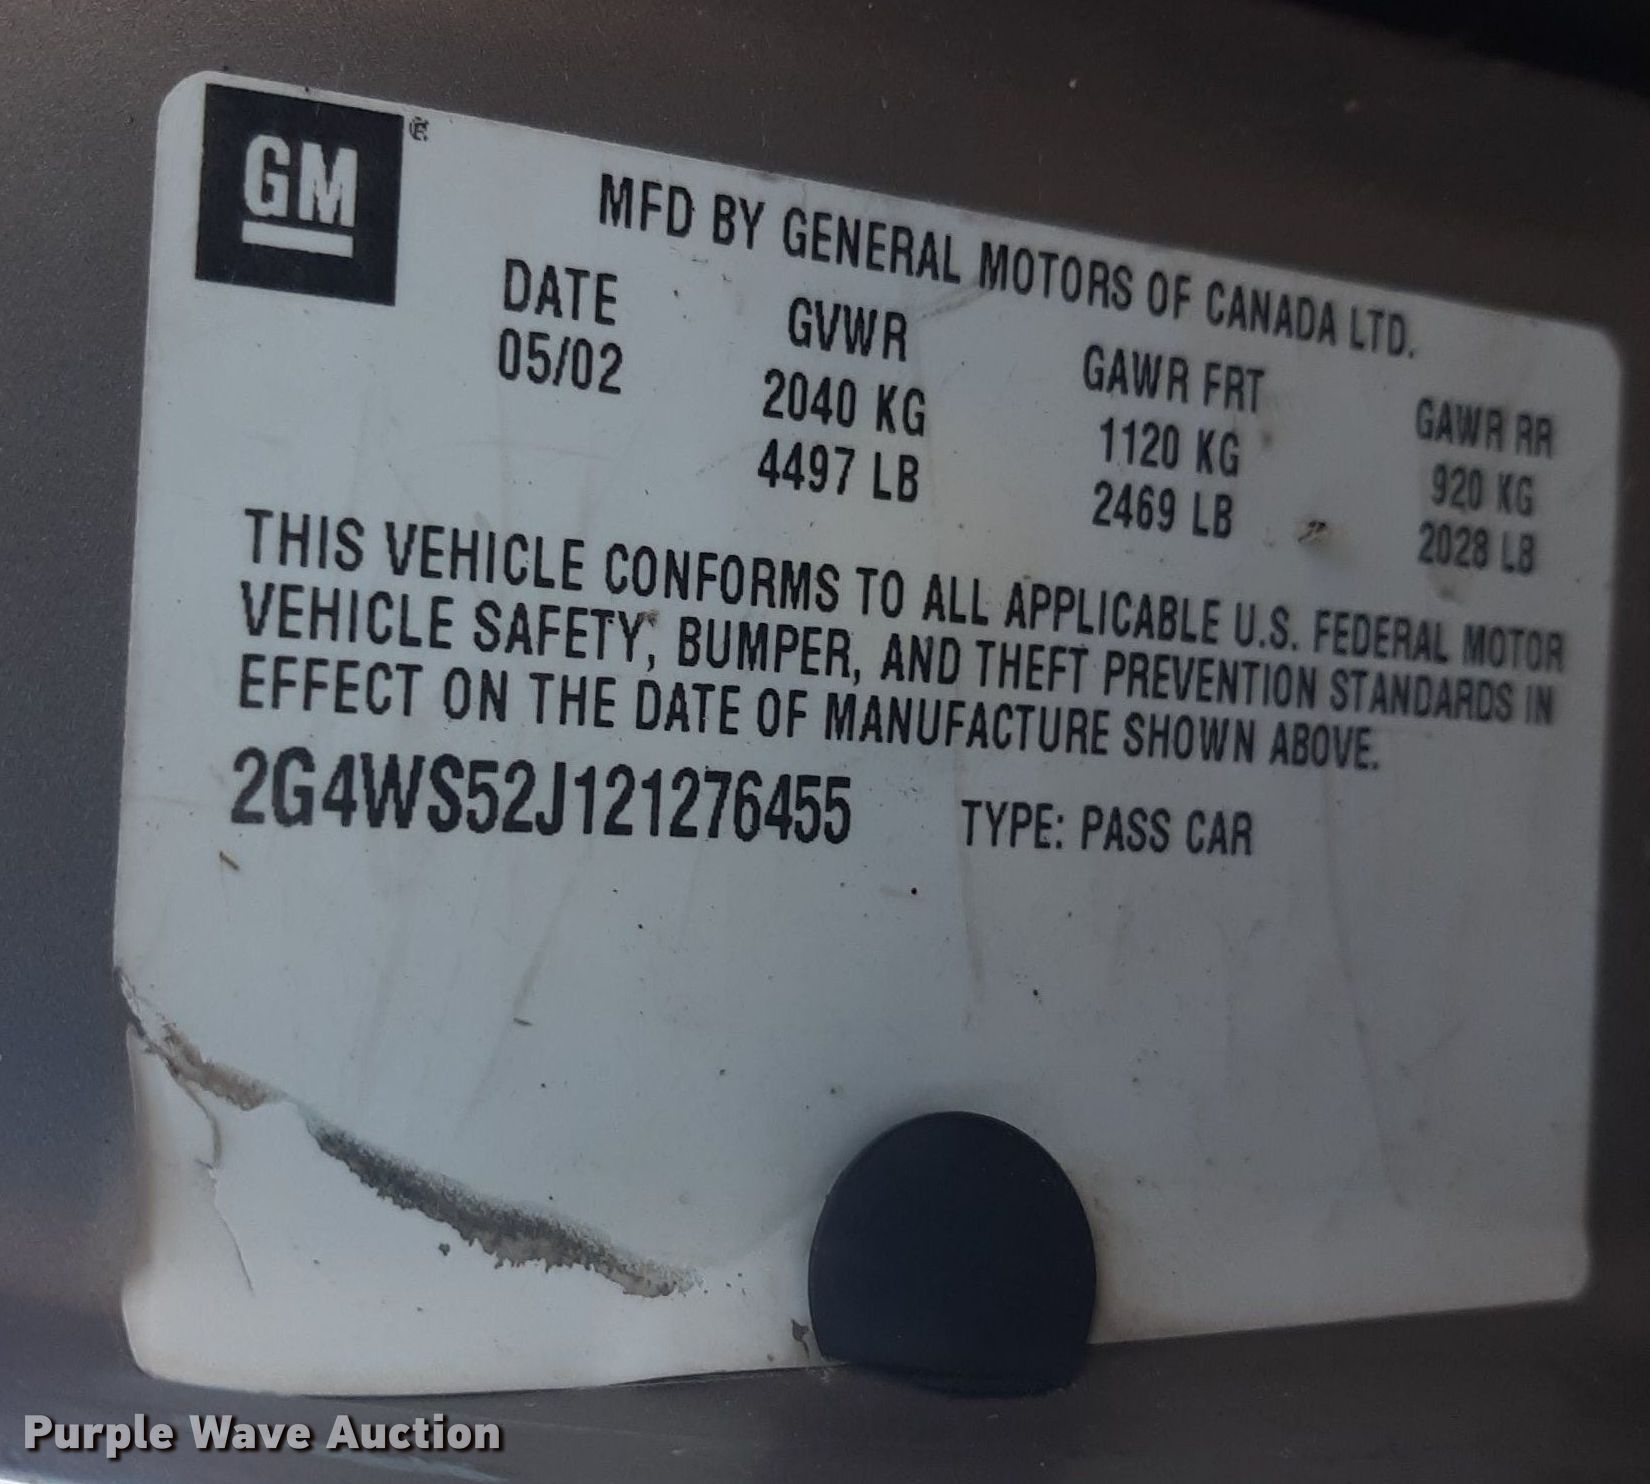 GM
MFD BY GENERAL MOTORS OF CANADA LTD.
DATE GVWR GAWR FRT GAWR RR
05/02 2040 KG 1120 KG 920 KG
4497 LB 2469 LB 2028 LB
THIS VEHICLE CONFORMS TO ALL APPLICABLE U.S. FEDERAL MOTOR
VEHICLE SAFETY, BUMPER, AND THEFT PREVENTION STANDARDS IN
EFFECT ON THE DATE OF MANUFACTURE SHOWN ABOVE.
2G4WS52J121276455 TYPE: PASS CAR
Purple Wave Auction